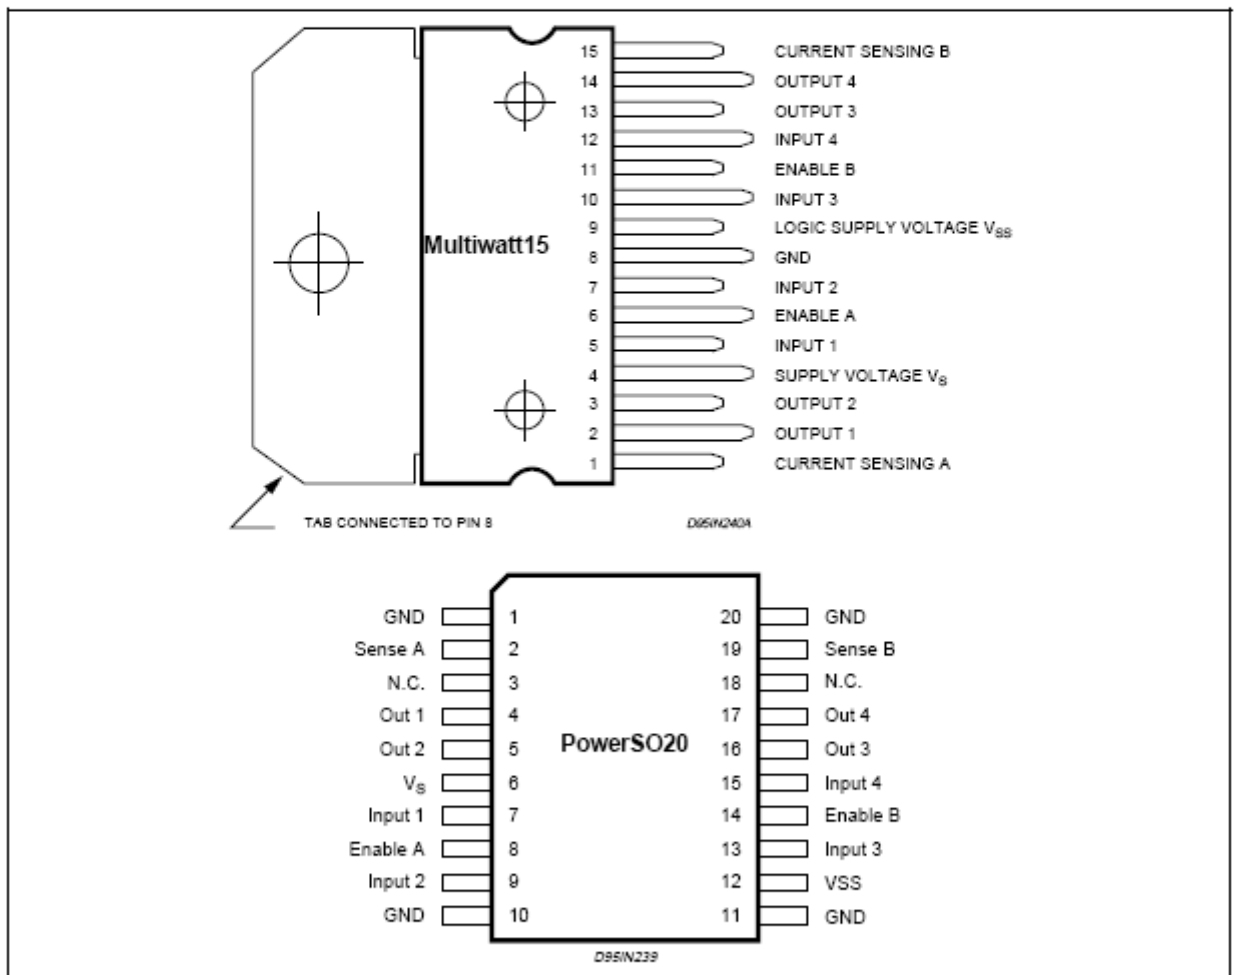 15 CURRENT SENSING B
14 OUTPUT 4
13 OUTPUT 3
12 INPUT 4
11 ENABLE B
10 INPUT 3
9 LOGIC SUPPLY VOLTAGE VSS
Multiwatt15
8 GND
7 INPUT 2
6 ENABLE A
5 INPUT 1
4 SUPPLY VOLTAGE VS
3 OUTPUT 2
2 OUTPUT 1
1 CURRENT SENSING A
TAB CONNECTED TO PIN 8
D95IN240A
GND 1 20 GND
Sense A 2 19 Sense B
N.C. 3 18 N.C.
Out 1 4 17 Out 4
PowerSO20
Out 2 5 16 Out 3
VS 6 15 Input 4
Input 1 7 14 Enable B
Enable A 8 13 Input 3
Input 2 9 12 VSS
GND 10 11 GND
D95IN239